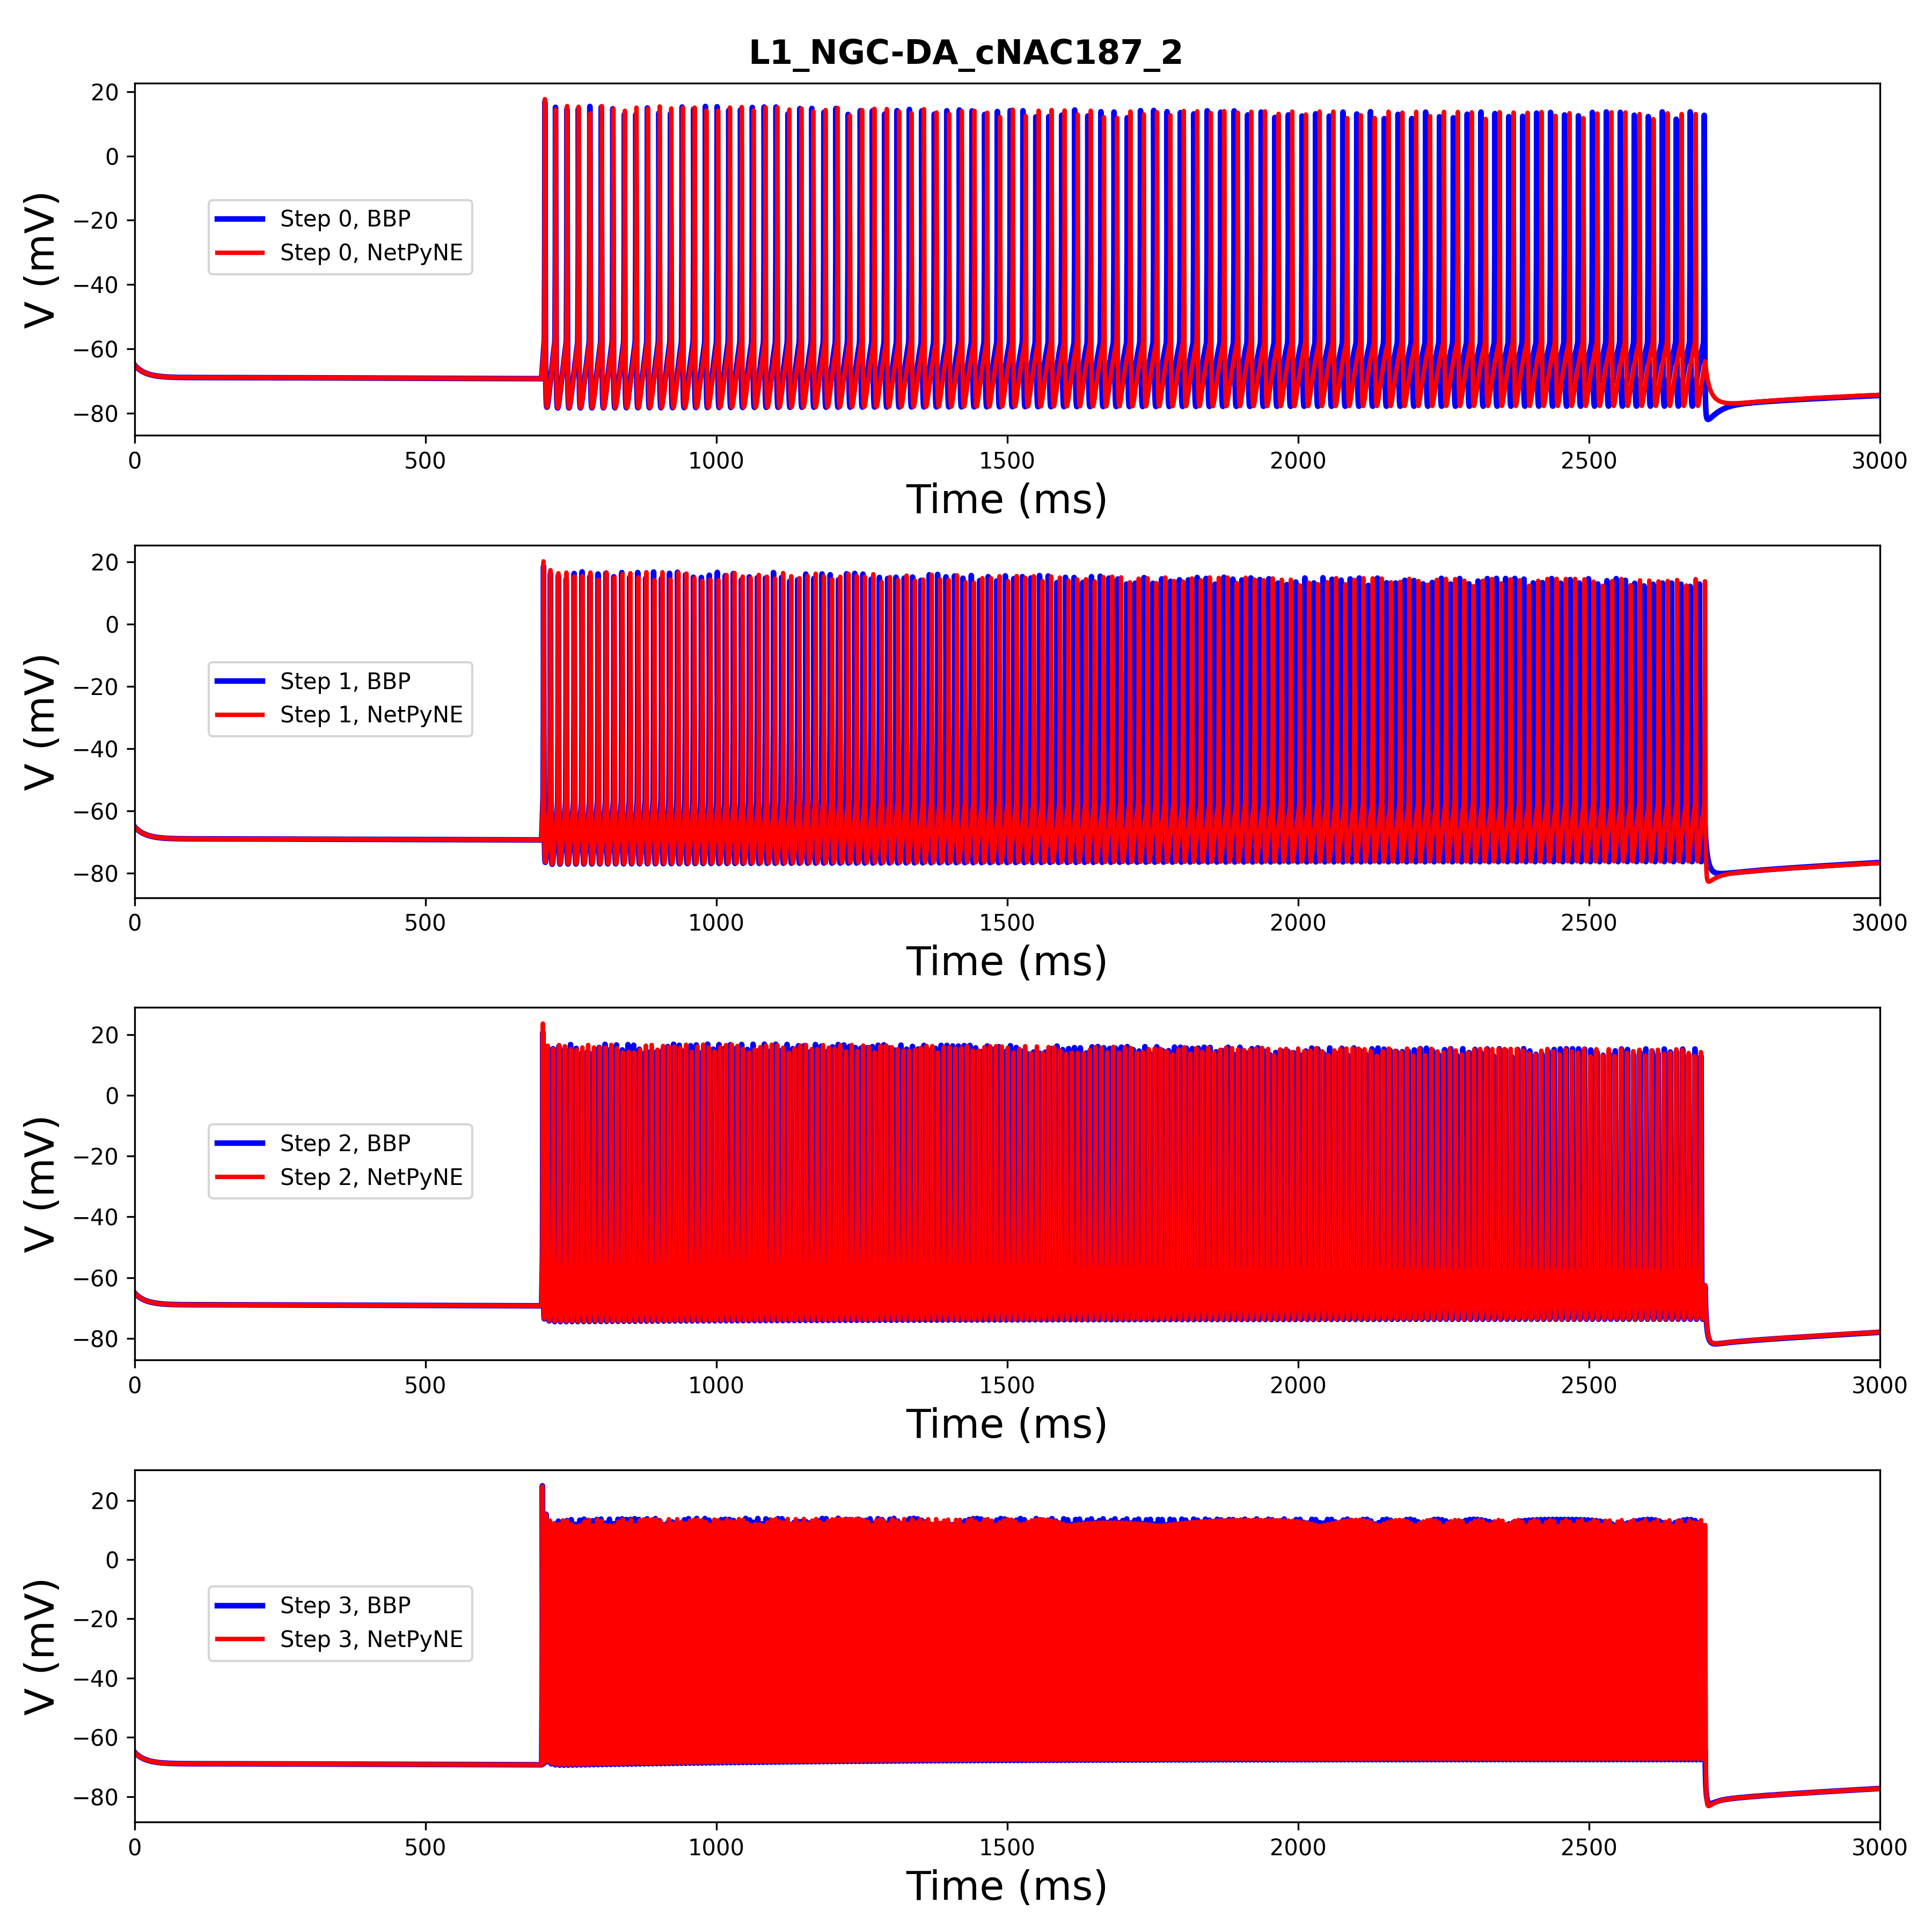 L1_NGC-DA_cNAC187_2
20
0
−20
−40
−60
−80
V (mV)
Step 0, BBP
Step 0, NetPyNE
0 500 1000 1500 2000 2500 3000
Time (ms)
20
0
−20
−40
−60
−80
V (mV)
Step 1, BBP
Step 1, NetPyNE
0 500 1000 1500 2000 2500 3000
Time (ms)
20
0
−20
−40
−60
−80
V (mV)
Step 2, BBP
Step 2, NetPyNE
0 500 1000 1500 2000 2500 3000
Time (ms)
20
0
−20
−40
−60
−80
V (mV)
Step 3, BBP
Step 3, NetPyNE
0 500 1000 1500 2000 2500 3000
Time (ms)